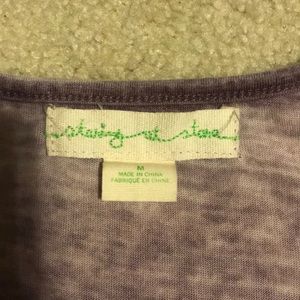 staring at stars
M
MADE IN CHINA
FABRIQUÉ EN CHINE